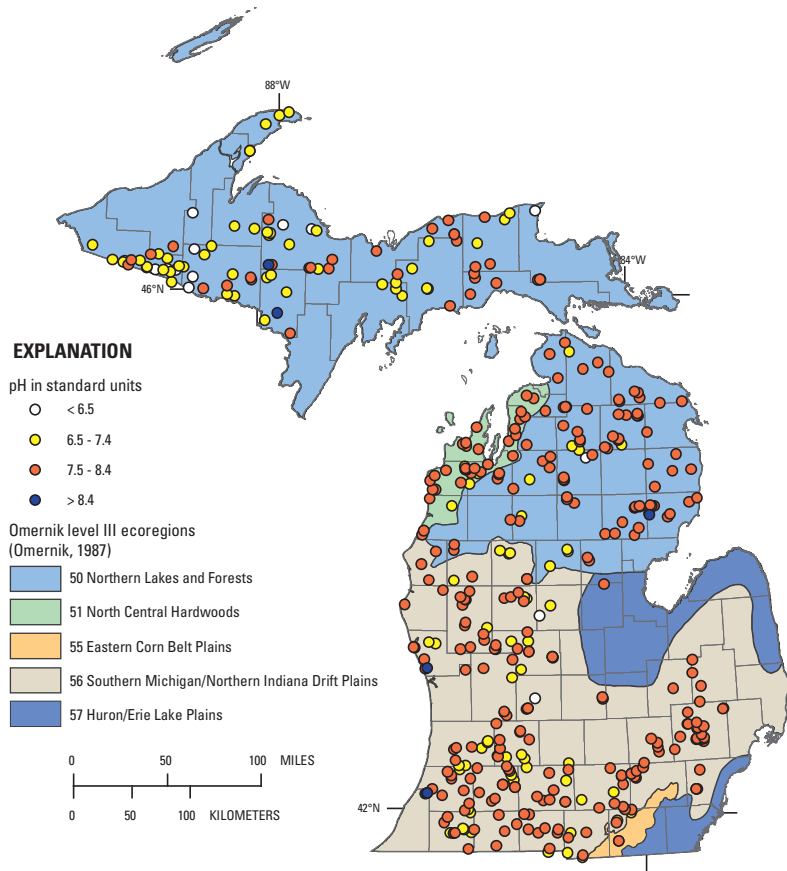 88°W
84°W
46°N
EXPLANATION
pH in standard units
< 6.5
6.5 - 7.4
7.5 - 8.4
> 8.4
Omernik level III ecoregions
(Omernik, 1987)
50 Northern Lakes and Forests
51 North Central Hardwoods
55 Eastern Corn Belt Plains
56 Southern Michigan/Northern Indiana Drift Plains
57 Huron/Erie Lake Plains
0 50 100 MILES
0 50 100 KILOMETERS
42°N